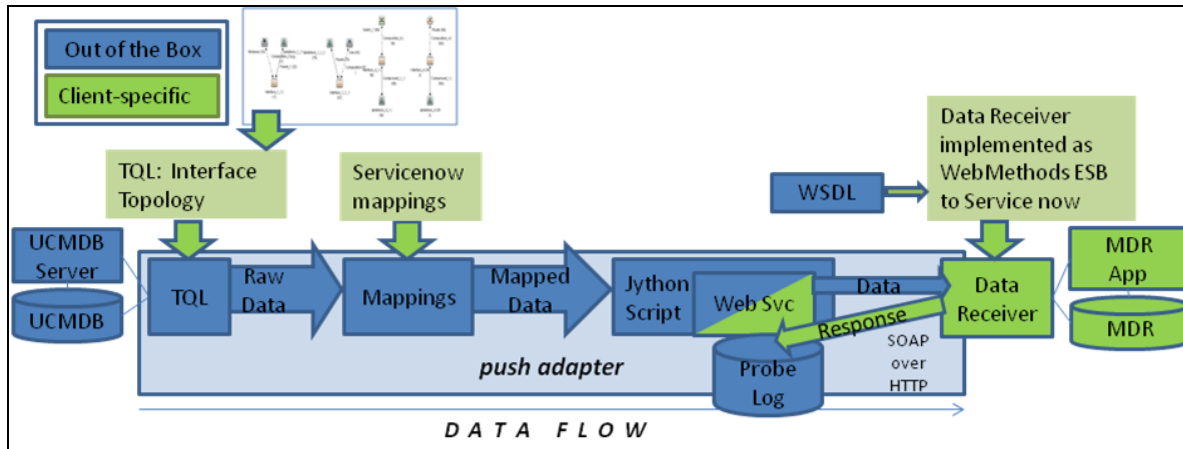 Out of the Box
Client-specific
TQL: Interface
Topology
Servicenow
mappings
Data Receiver
implemented as
WebMethods ESB
to Service now
WSDL
UCMDB
Server
UCMDB
TQL
Raw
Data
Mappings
Mapped
Data
Jython
Script
Web Svc
Data
Response
Data
Receiver
MDR
App
MDR
Probe
Log
SOAP
over
HTTP
push adapter
DATA FLOW